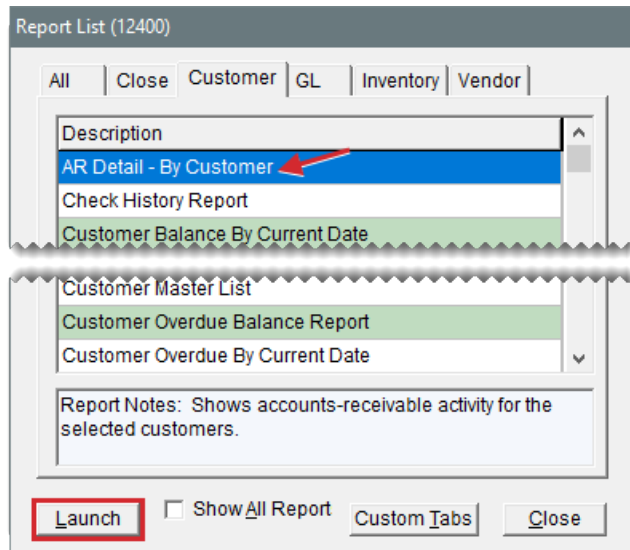 Report List (12400)
All Close Customer GL Inventory Vendor
Description
AR Detail - By Customer
Check History Report
Customer Balance By Current Date
Customer Master List
Customer Overdue Balance Report
Customer Overdue By Current Date
Report Notes: Shows accounts-receivable activity for the
selected customers.
Launch Show All Report Custom Tabs Close